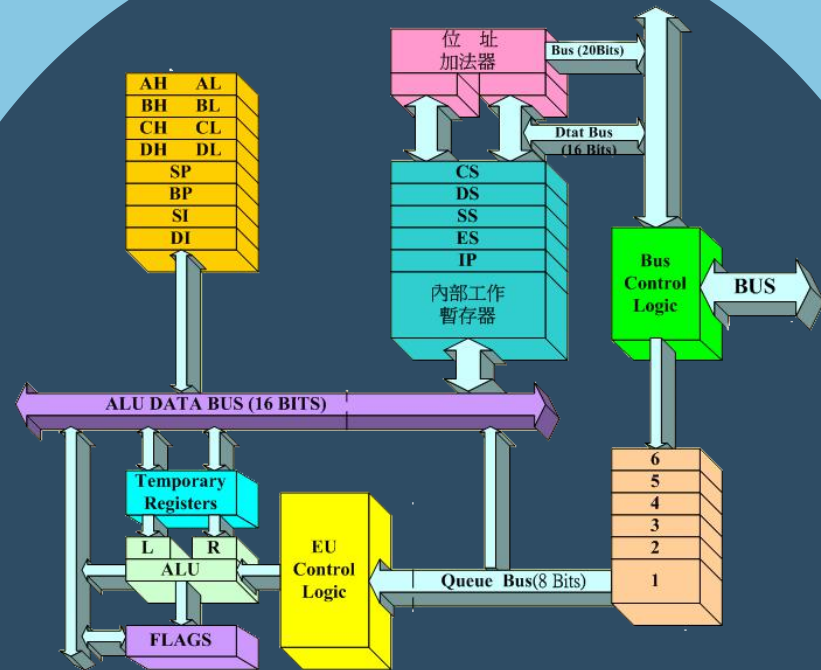 位 址
加法器
Bus (20Bits)
Dtat Bus
(16 Bits)
AH AL
BH BL
CH CL
DH DL
SP
BP
SI
DI
CS
DS
SS
ES
IP
內部工作
暫存器
Bus
Control
Logic
BUS
ALU DATA BUS (16 BITS)
Temporary
Registers
L R
ALU
FLAGS
EU
Control
Logic
Queue Bus(8 Bits)
6
5
4
3
2
1